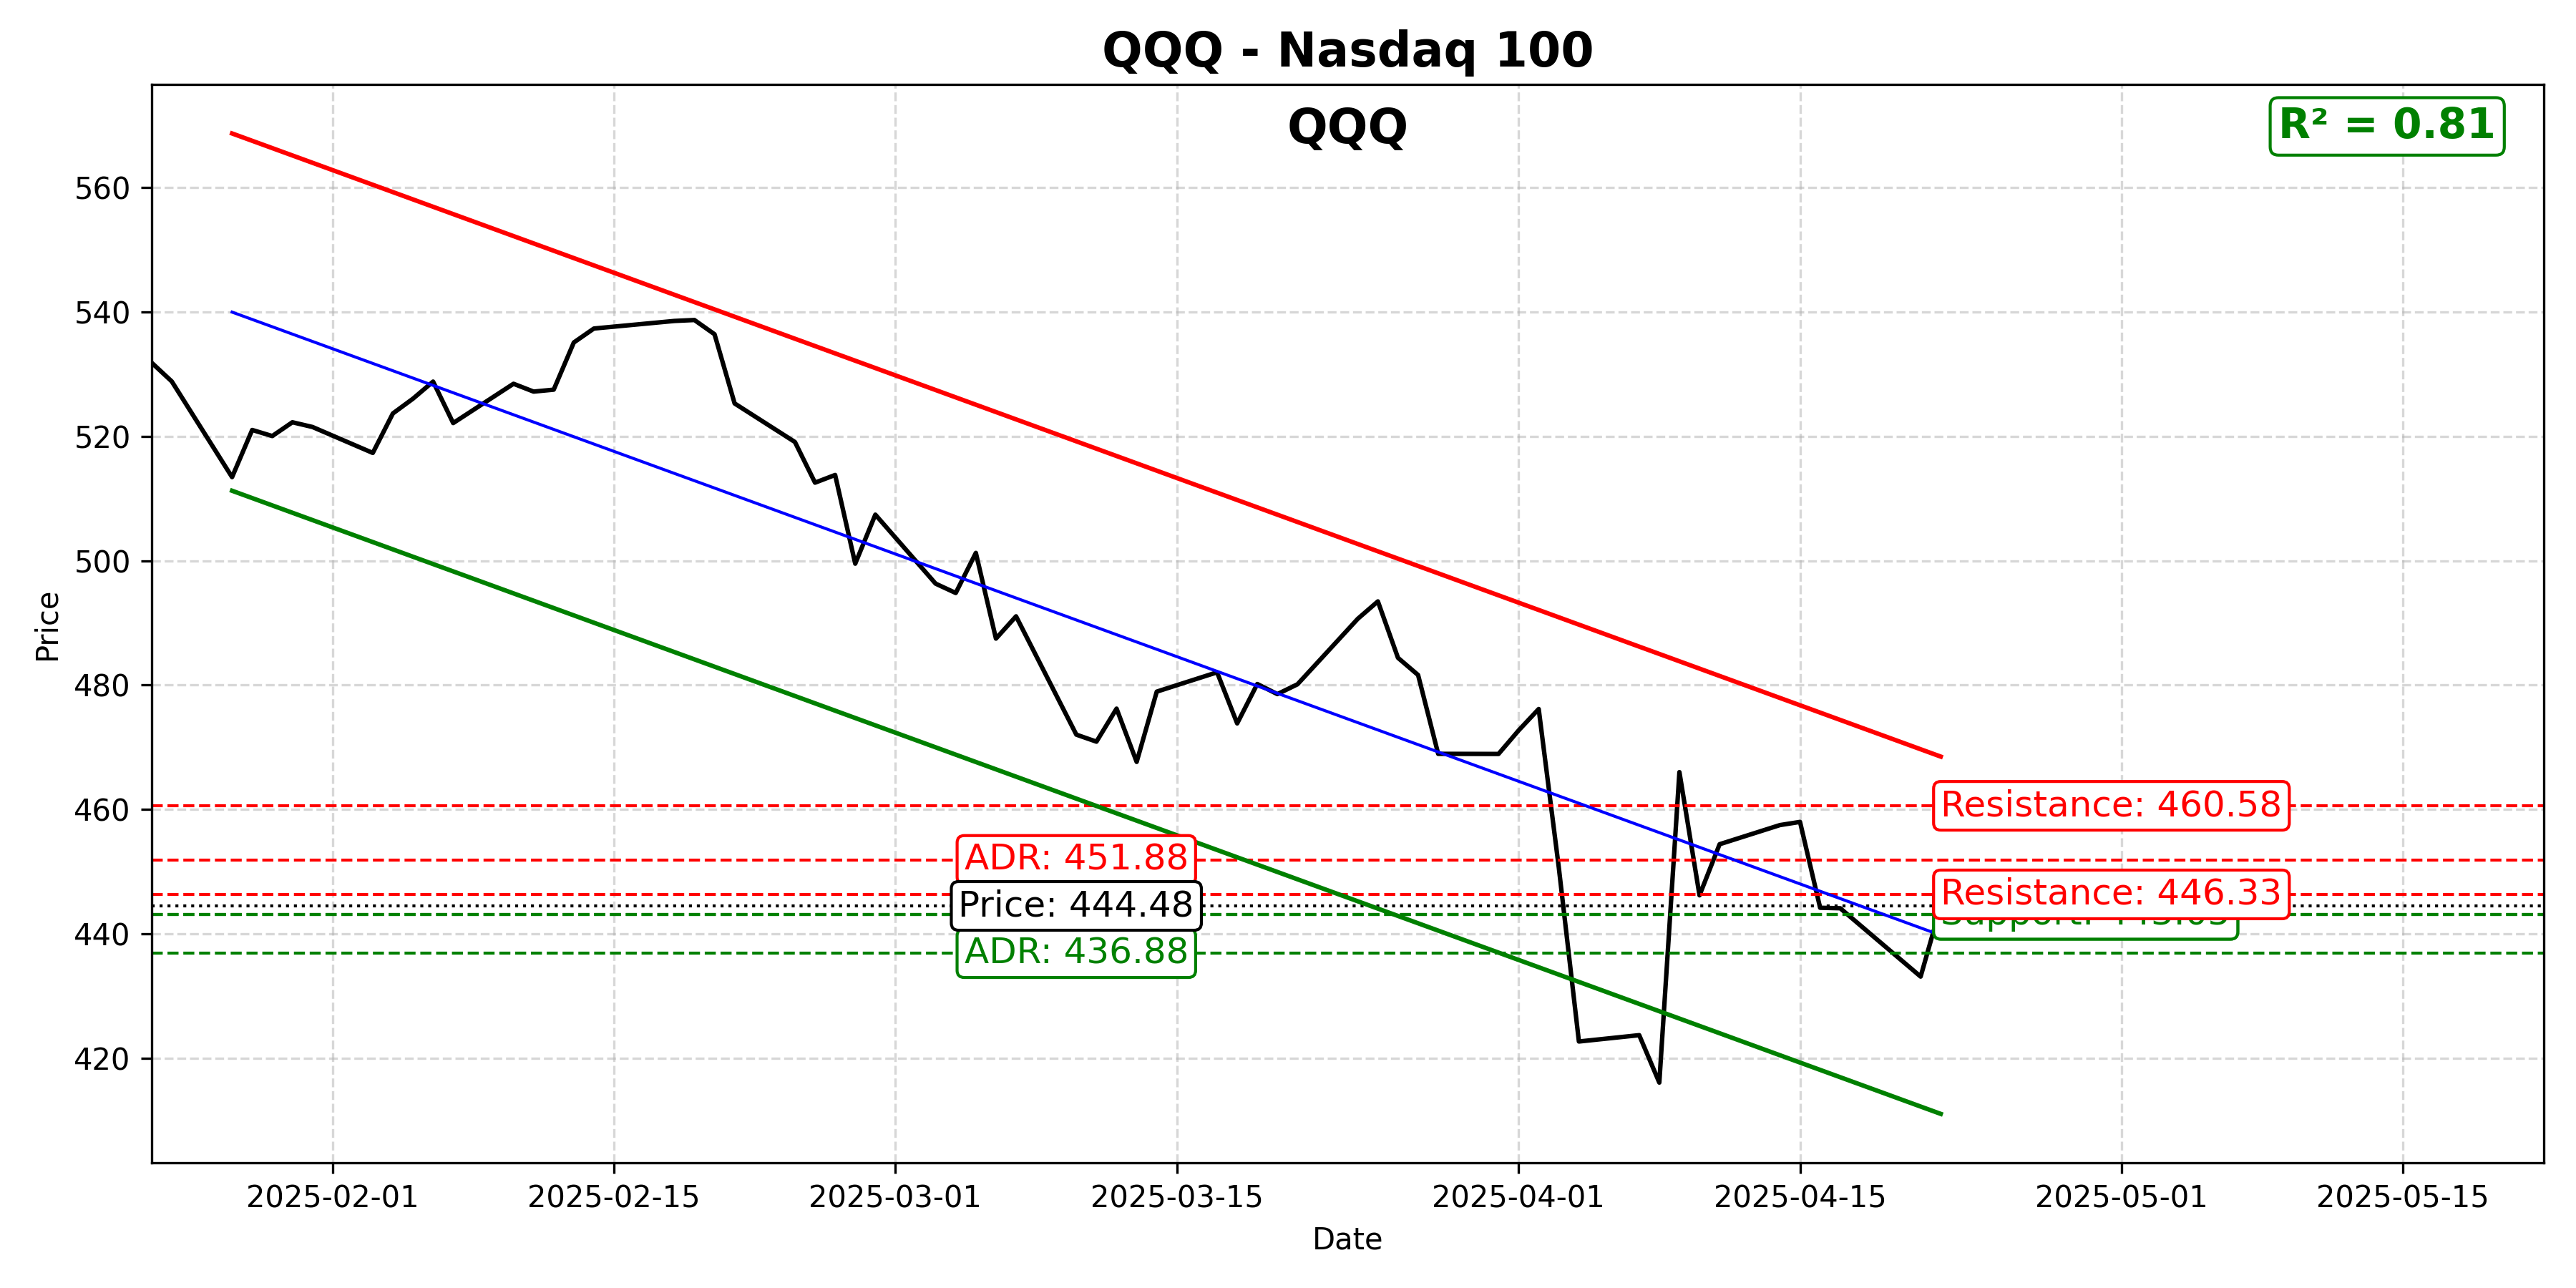 QQQ - Nasdaq 100
QQQ
R² = 0.81
560
540
520
500
480
460
440
420
Price
Resistance: 460.58
ADR: 451.88
Resistance: 446.33
Price: 444.48
ADR: 436.88
2025-02-01
2025-02-15
2025-03-01
2025-03-15
2025-04-01
2025-04-15
2025-05-01
2025-05-15
Date